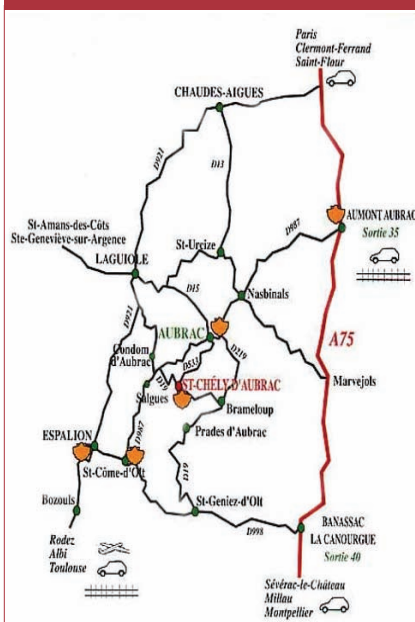 Paris
Clermont-Ferrand
Saint-Flour
CHAUDES-AIGUES
D921
D13
St-Amans-des-Côts
Ste-Geneviève-sur-Argence
LAGUIOLE
St-Urcize
D987
AUMONT AUBRAC
Sortie 35
D15
Nasbinals
D921
AUBRAC
A75
Condom
d'Aubrac
D533
D219
D19
ST-CHÉLY D'AUBRAC
Marvejols
Salgues
Brameloup
ESPALION
D987
Prades d'Aubrac
St-Côme-d'Olt
D19
Bozouls
St-Geniez-d'Olt
BANASSAC
LA CANOURGUE
D998
Sortie 40
Rodez
Albi
Toulouse
Sévérac-le-Château
Millau
Montpellier